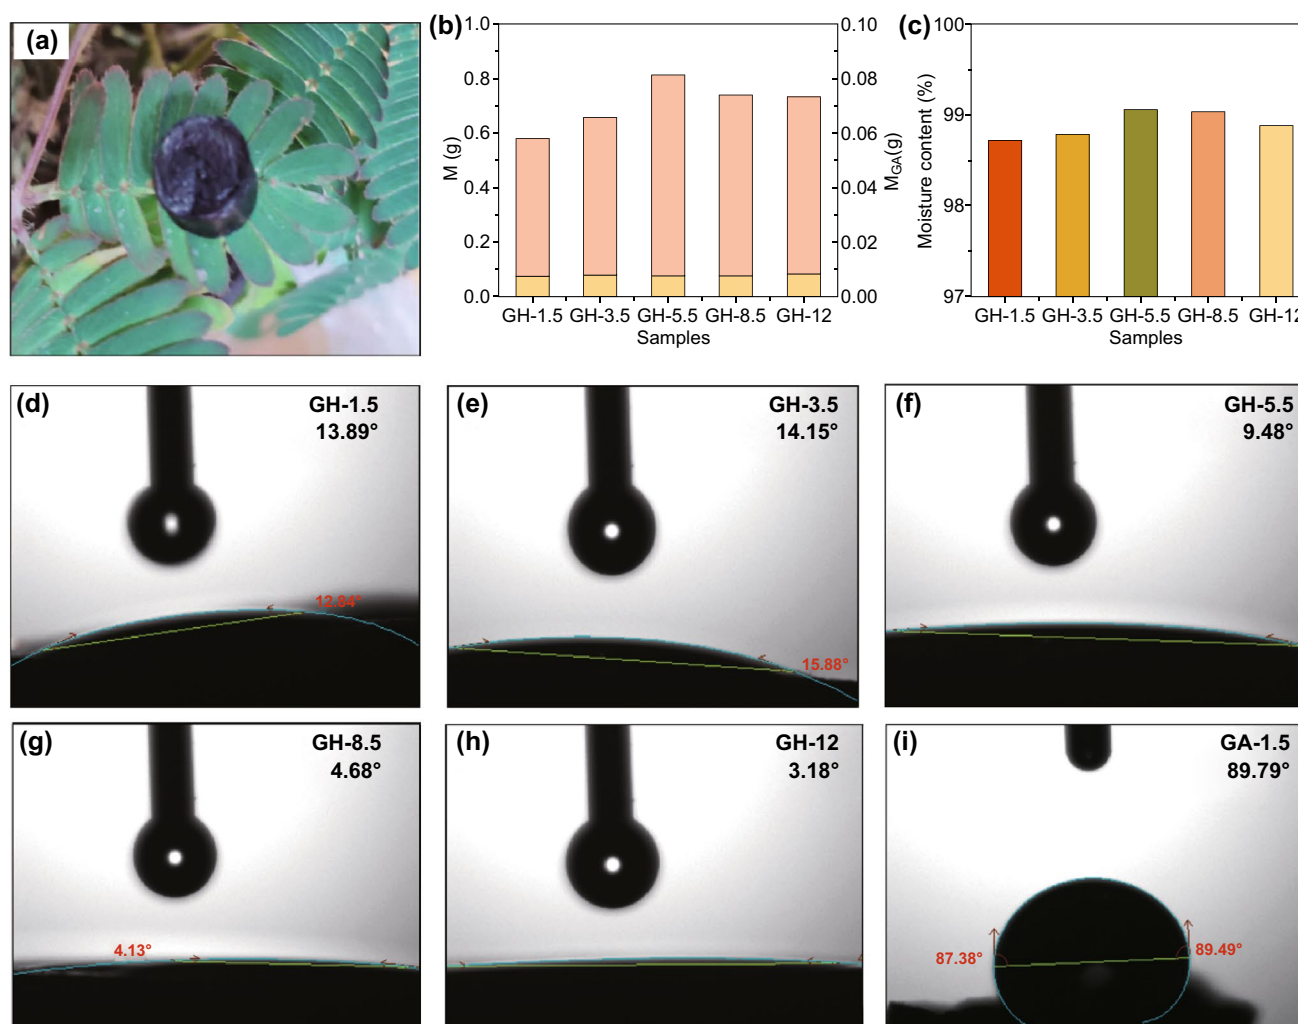 (a)
(b)
1.0
0.8
0.6
0.4
0.2
0.0
M (g)
0.10
0.08
0.06
0.04
0.02
0.00
M_GA(g)
GH-1.5 GH-3.5 GH-5.5 GH-8.5 GH-12
Samples
(c)
100
99
98
97
Moisture content (%)
GH-1.5 GH-3.5 GH-5.5 GH-8.5 GH-12
Samples
(d)
GH-1.5
13.89°
12.84°
(e)
GH-3.5
14.15°
15.88°
(f)
GH-5.5
9.48°
(g)
GH-8.5
4.68°
4.13°
(h)
GH-12
3.18°
(i)
GA-1.5
89.79°
87.38°
89.49°